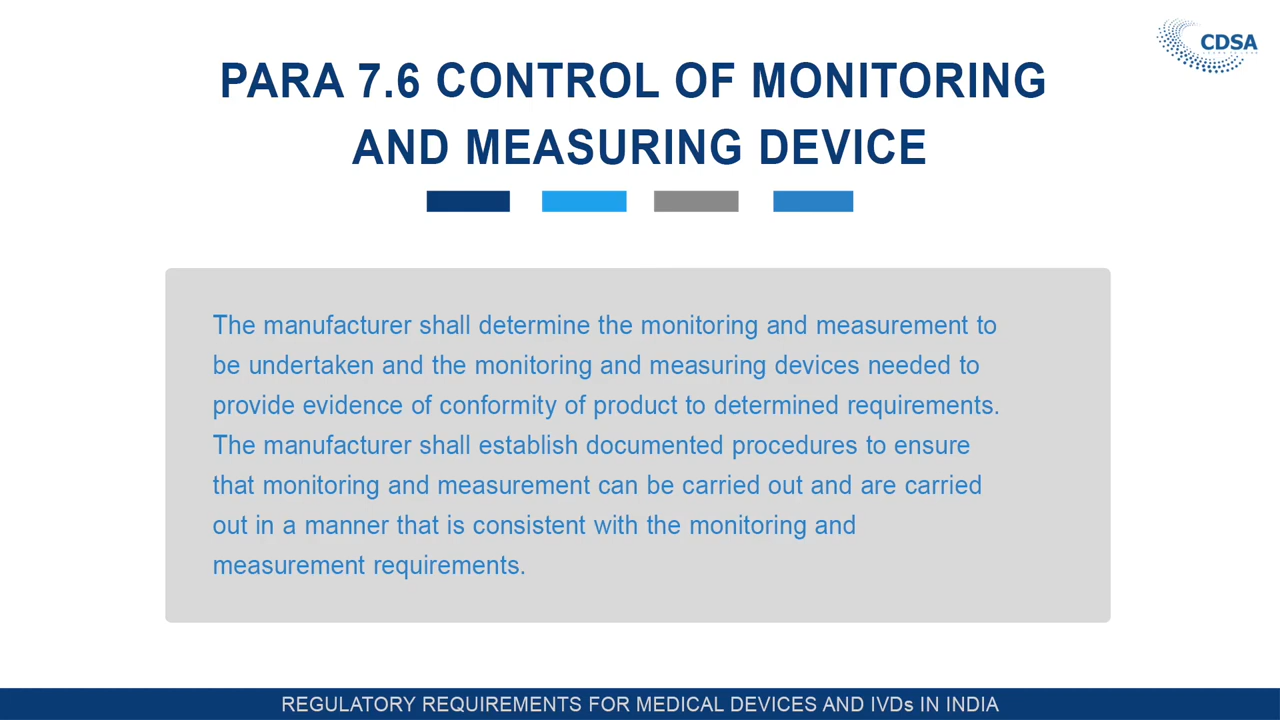 CDSA
PARA 7.6 CONTROL OF MONITORING
AND MEASURING DEVICE
The manufacturer shall determine the monitoring and measurement to
be undertaken and the monitoring and measuring devices needed to
provide evidence of conformity of product to determined requirements.
The manufacturer shall establish documented procedures to ensure
that monitoring and measurement can be carried out and are carried
out in a manner that is consistent with the monitoring and
measurement requirements.
REGULATORY REQUIREMENTS FOR MEDICAL DEVICES AND IVDs IN INDIA